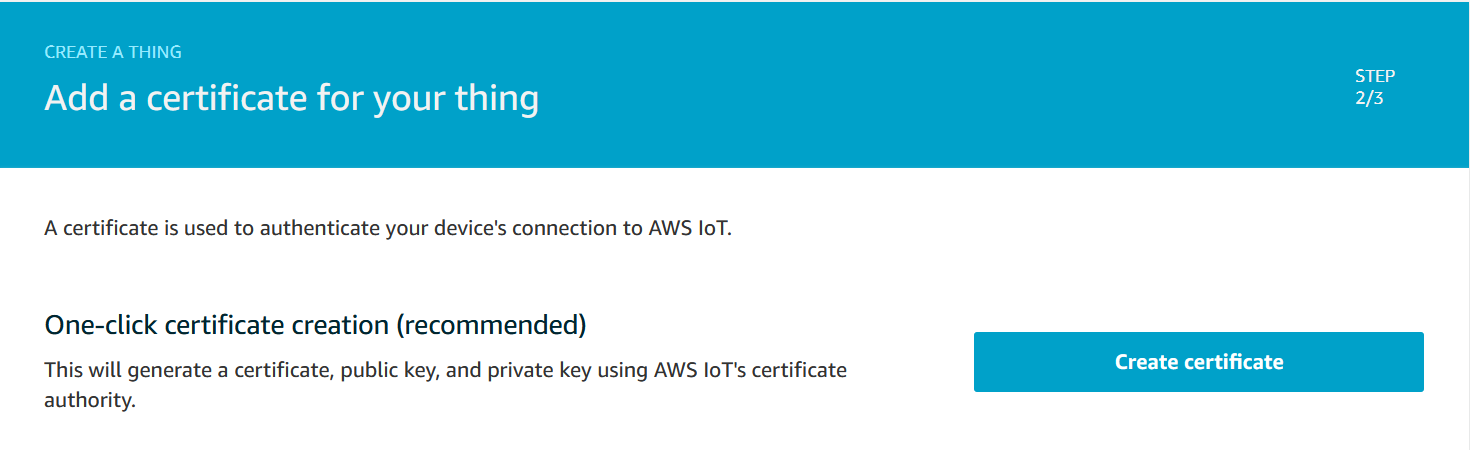 CREATE A THING
Add a certificate for your thing
STEP
2/3
A certificate is used to authenticate your device's connection to AWS IoT.
One-click certificate creation (recommended)
This will generate a certificate, public key, and private key using AWS IoT's certificate
authority.
Create certificate